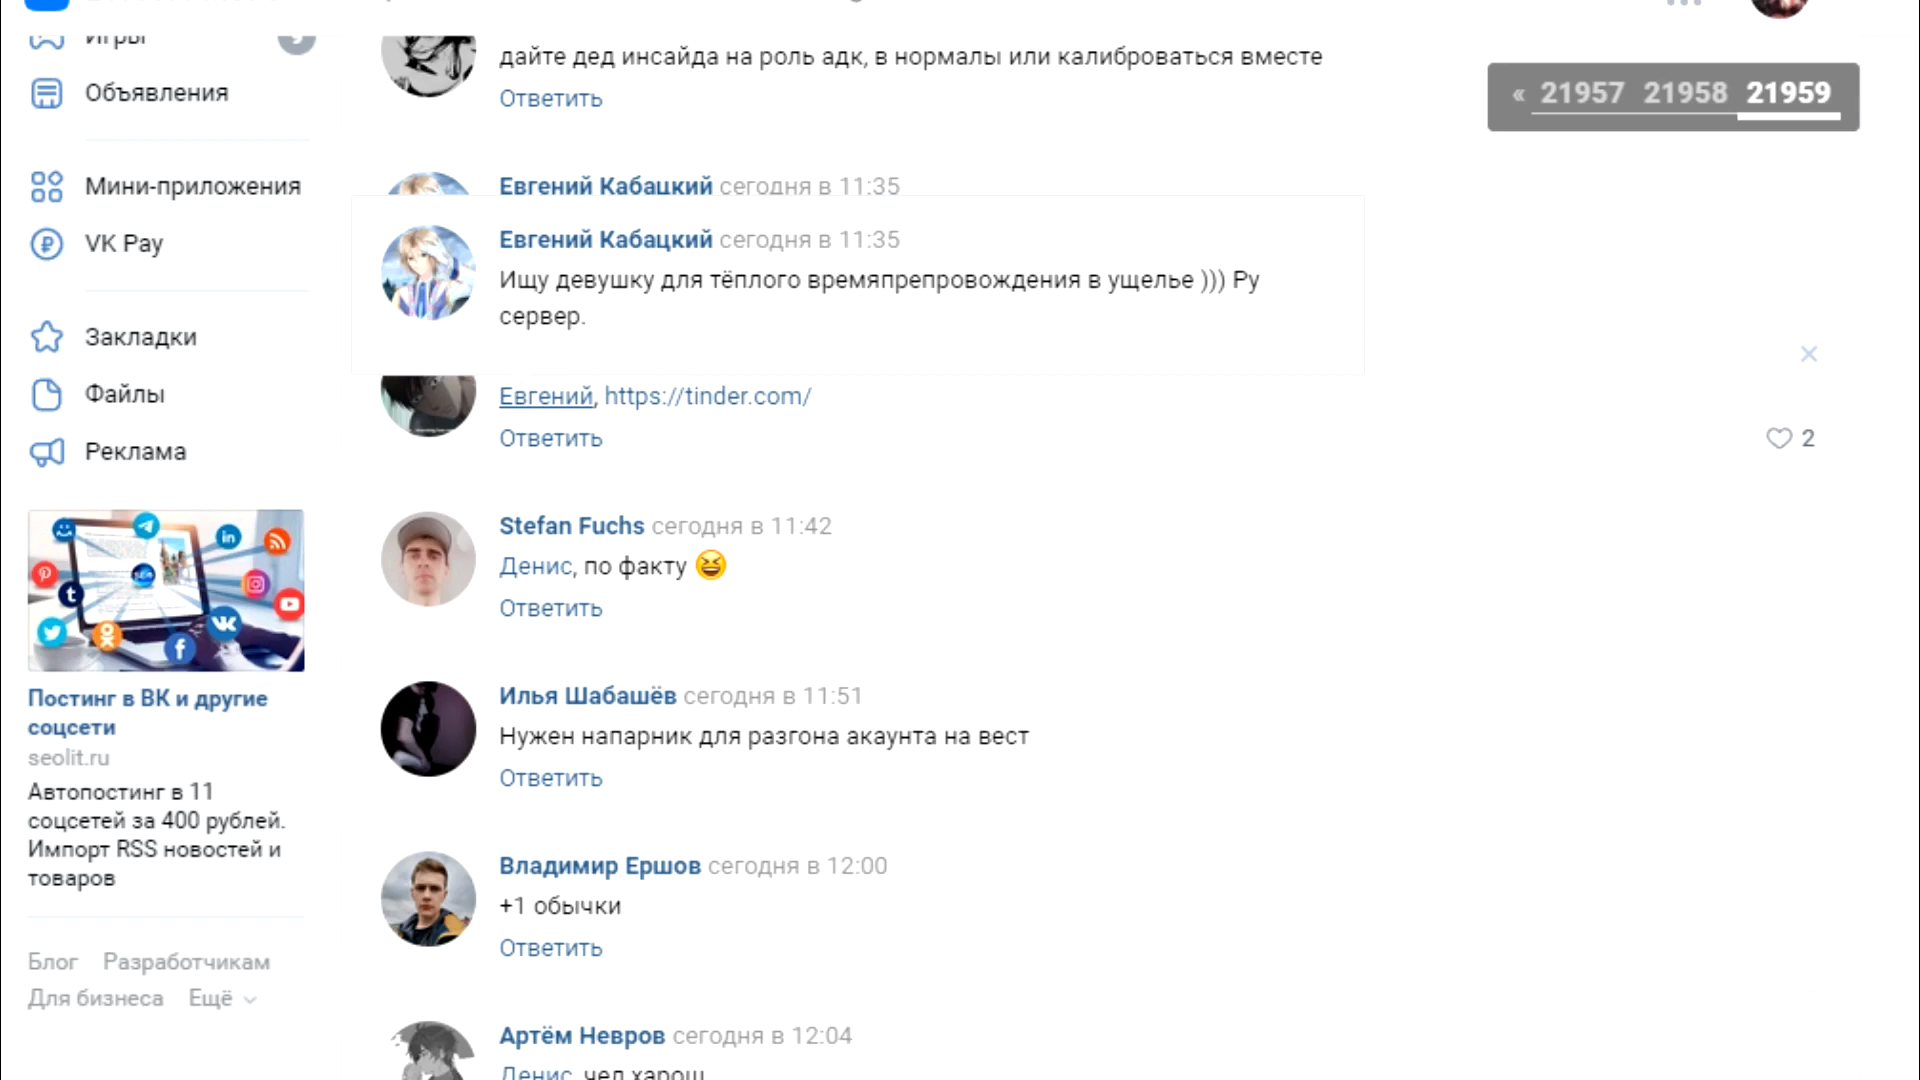 Игры
Объявления
Мини-приложения
VK Pay
Закладки
Файлы
Реклама
Постинг в ВК и другие
соцсети
seolit.ru
Автопостинг в 11
соцсетей за 400 рублей.
Импорт RSS новостей и
товаров
Блог Разработчикам
Для бизнеса Ещё
дайте дед инсайда на роль адк, в нормалы или калиброваться вместе
Ответить
« 21957 21958 21959
Евгений Кабацкий сегодня в 11:35
Евгений Кабацкий сегодня в 11:35
Ищу девушку для тёплого времяпрепровождения в ущелье ))) Ру
сервер.
Евгений, https://tinder.com/
Ответить
2
Stefan Fuchs сегодня в 11:42
Денис, по факту 😆
Ответить
Илья Шабашёв сегодня в 11:51
Нужен напарник для разгона акаунта на вест
Ответить
Владимир Ершов сегодня в 12:00
+1 обычки
Ответить
Артём Невров сегодня в 12:04
Денис, чел харош